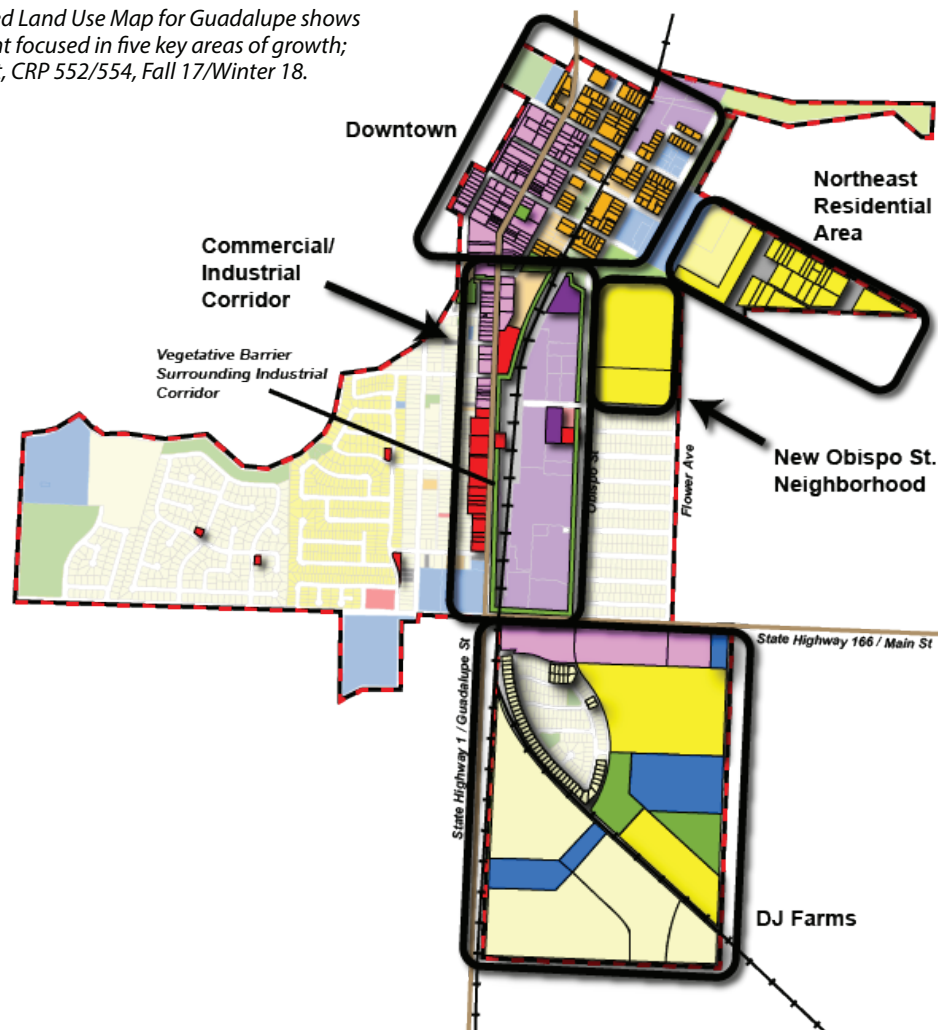 ed Land Use Map for Guadalupe shows
nt focused in five key areas of growth;
t, CRP 552/554, Fall 17/Winter 18.
Downtown
Northeast
Residential
Area
Commercial/
Industrial
Corridor
Vegetative Barrier
Surrounding Industrial
Corridor
Obispo St
Flower Ave
New Obispo St.
Neighborhood
State Highway 166 / Main St
State Highway 1 / Guadalupe St
DJ Farms